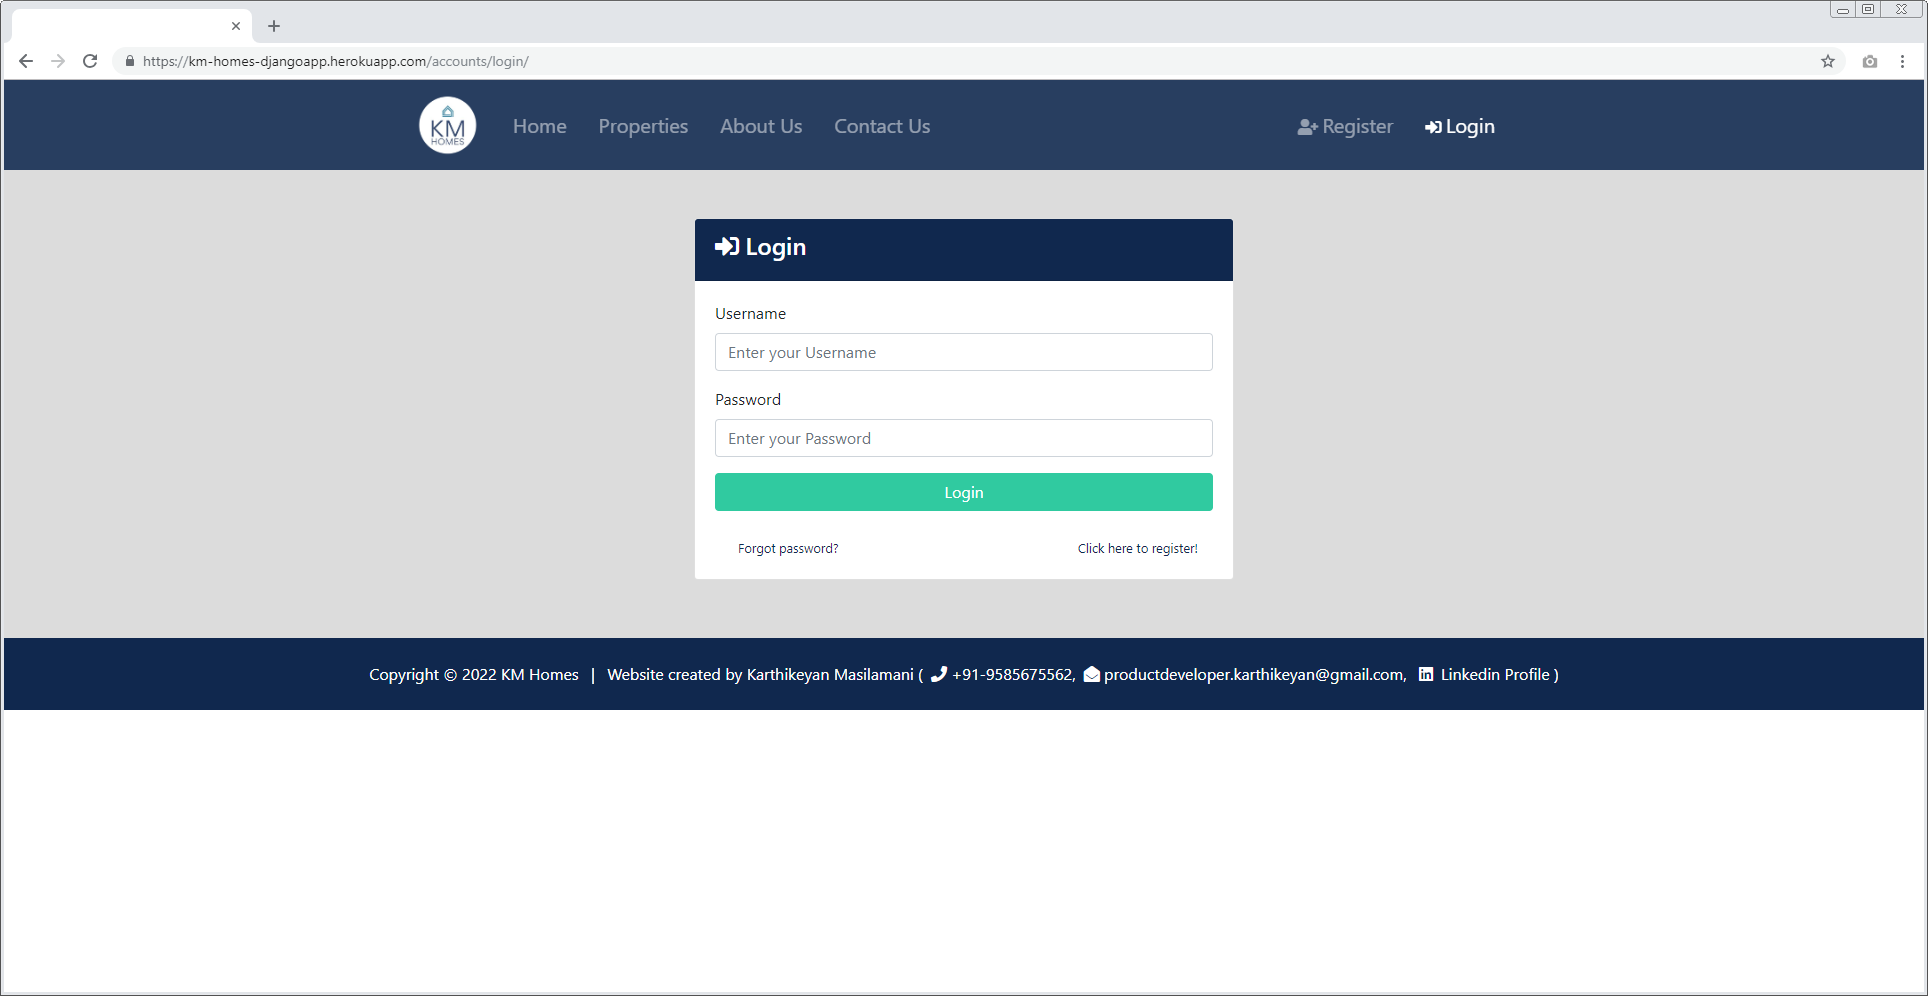 https://km-homes-djangoapp.herokuapp.com/accounts/login/
KM
HOMES
Home
Properties
About Us
Contact Us
Register
Login
Login
Username
Enter your Username
Password
Enter your Password
Login
Forgot password?
Click here to register!
Copyright © 2022 KM Homes | Website created by Karthikeyan Masilamani ( +91-9585675562, productdeveloper.karthikeyan@gmail.com, Linkedin Profile )